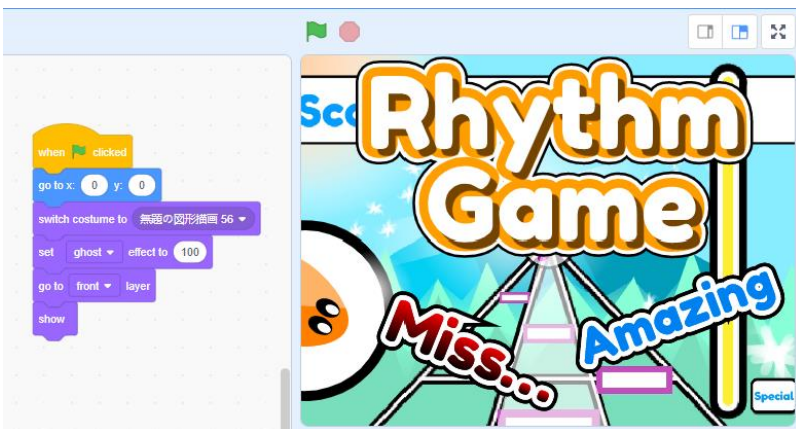 when clicked
go to x: 0 y: 0
switch costume to 無題の図形描画 56
set ghost effect to 100
go to front layer
show
Sco
Rhythm
Game
Miss...
Amazing
Special